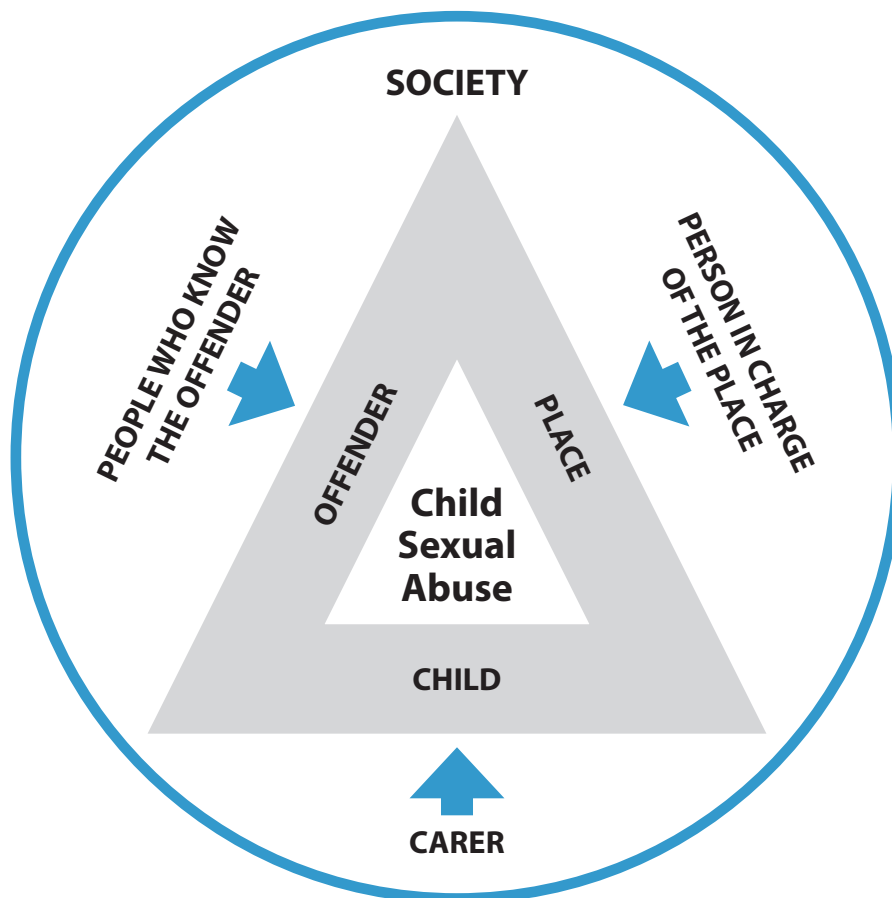 SOCIETY
PEOPLE WHO KNOW
THE OFFENDER
PERSON IN CHARGE
OF THE PLACE
OFFENDER
PLACE
Child
Sexual
Abuse
CHILD
CARER